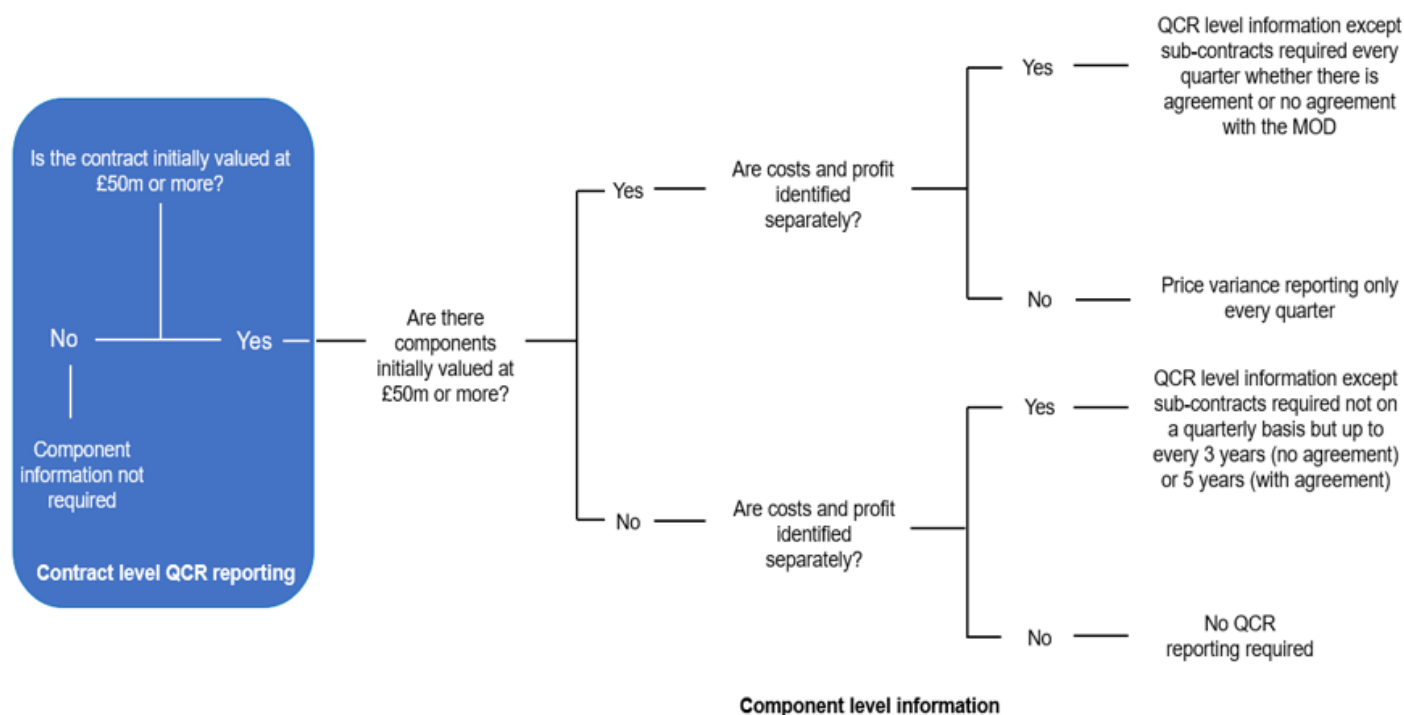 Is the contract initially valued at
£50m or more?
No
Yes
Component
information not
required
Contract level QCR reporting
Are there
components
initially valued at
£50m or more?
Yes
Are costs and profit
identified
separately?
Yes
QCR level information except
sub-contracts required every
quarter whether there is
agreement or no agreement
with the MOD
No
Price variance reporting only
every quarter
No
Are costs and profit
identified
separately?
Yes
QCR level information except
sub-contracts required not on
a quarterly basis but up to
every 3 years (no agreement)
or 5 years (with agreement)
No
No QCR
reporting required
Component level information